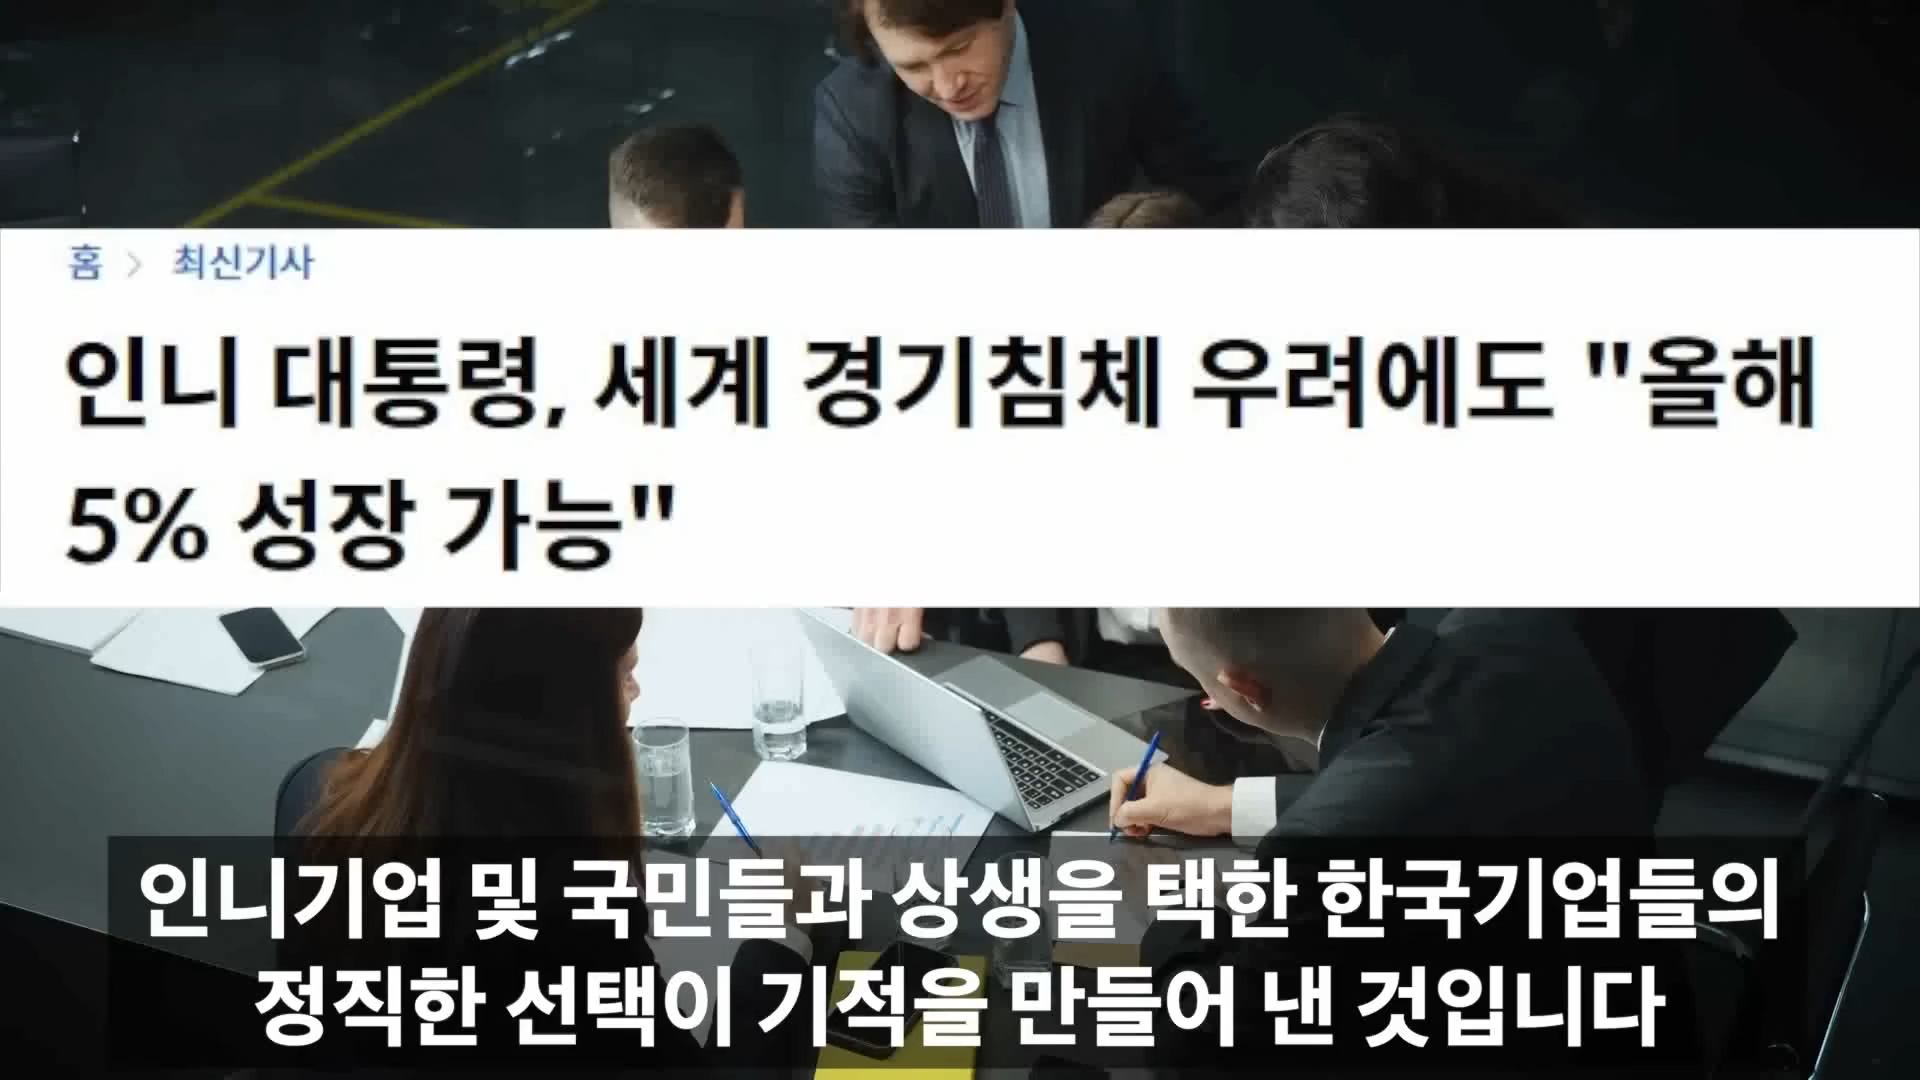 홈 > 최신기사
인니 대통령, 세계 경기침체 우려에도 "올해
5% 성장 가능"
인니기업 및 국민들과 상생을 택한 한국기업들의
정직한 선택이 기적을 만들어 낸 것입니다